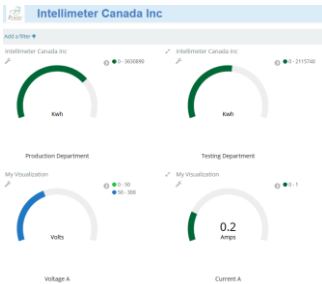 Intellimeter Canada Inc
Add a filter +
Intellimeter Canada Inc
0 - 3630899
Kwh
Production Department
Intellimeter Canada Inc
0 - 2115740
Kwh
Testing Department
My Visualization
0 - 50
50 - 300
Volts
Voltage A
My Visualization
0 - 1
0.2
Amps
Current A